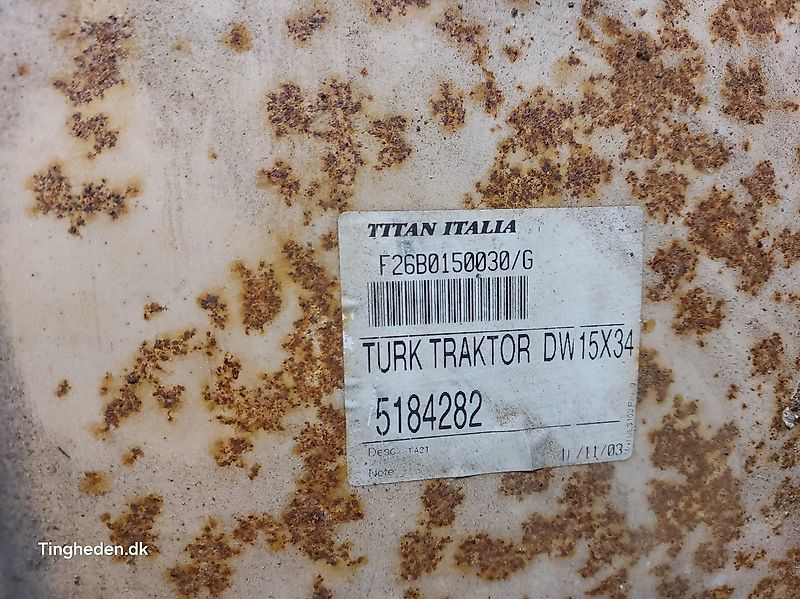 TITAN ITALIA
F26B0150030/G
TURK TRAKTOR DW15X34
5184282
Desc. TA21
11/11/03
Note:
Tingheden.dk